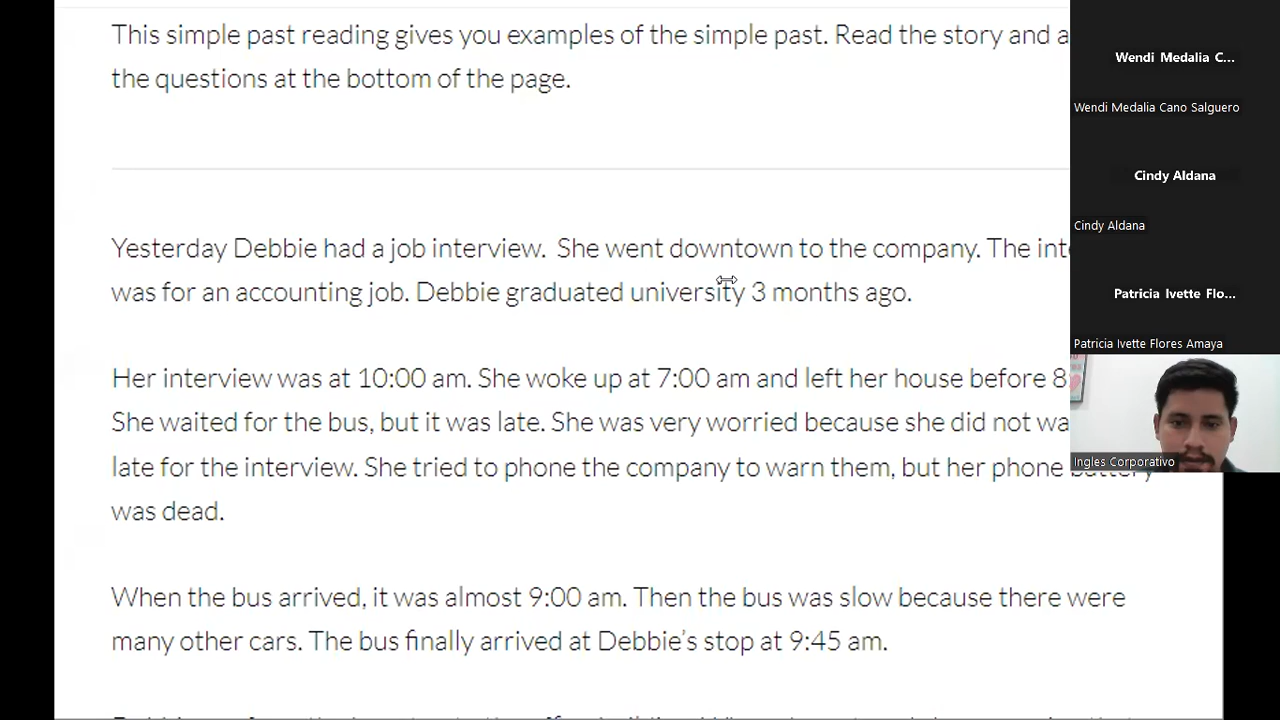 This simple past reading gives you examples of the simple past. Read the story and
the questions at the bottom of the page.
Yesterday Debbie had a job interview.  She went downtown to the company. The
was for an accounting job. Debbie graduated university 3 months ago.
Her interview was at 10:00 am. She woke up at 7:00 am and left her house before 8
She waited for the bus, but it was late. She was very worried because she did not
late for the interview. She tried to phone the company to warn them, but her phone battery
was dead.
When the bus arrived, it was almost 9:00 am. Then the bus was slow because there were
many other cars. The bus finally arrived at Debbie’s stop at 9:45 am.
Wendi Medalia C...
Wendi Medalia Cano Salguero
Cindy Aldana
Cindy Aldana
Patricia Ivette Flo...
Patricia Ivette Flores Amaya
Ingles Corporativo